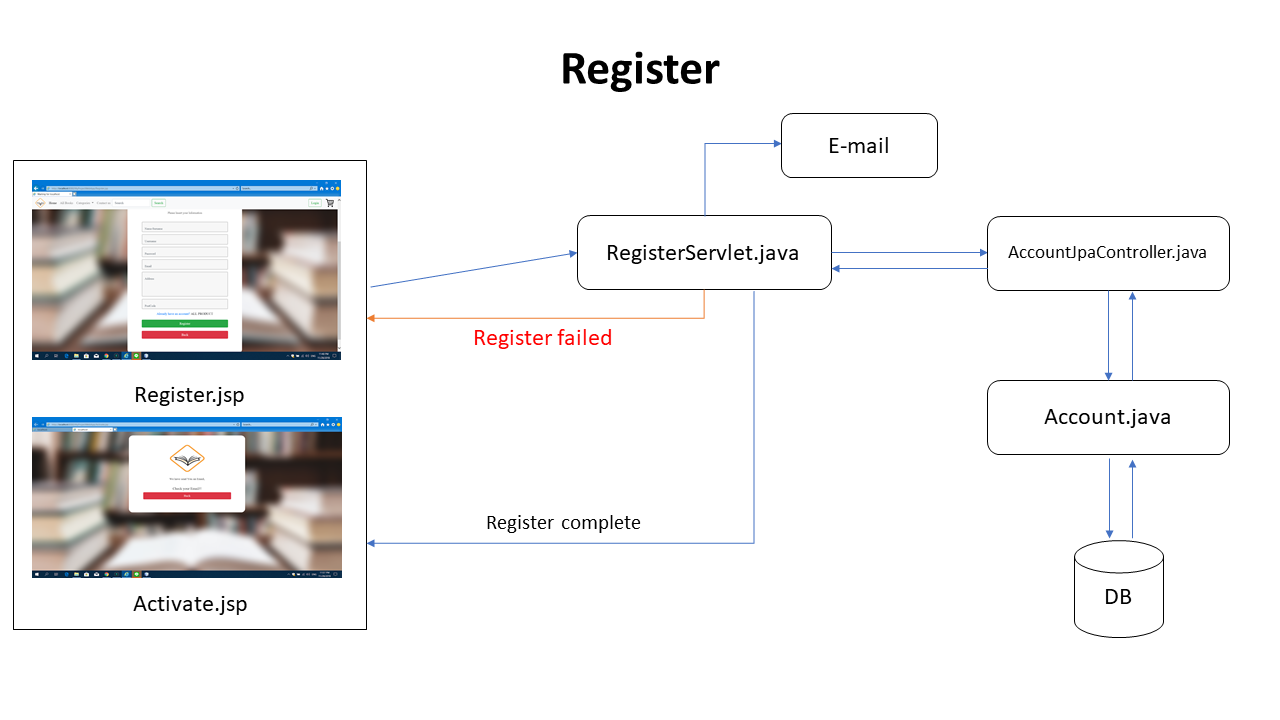 Register
E-mail
RegisterServlet.java
AccountJpaController.java
Register failed
Register.jsp
Account.java
Register complete
DB
Activate.jsp